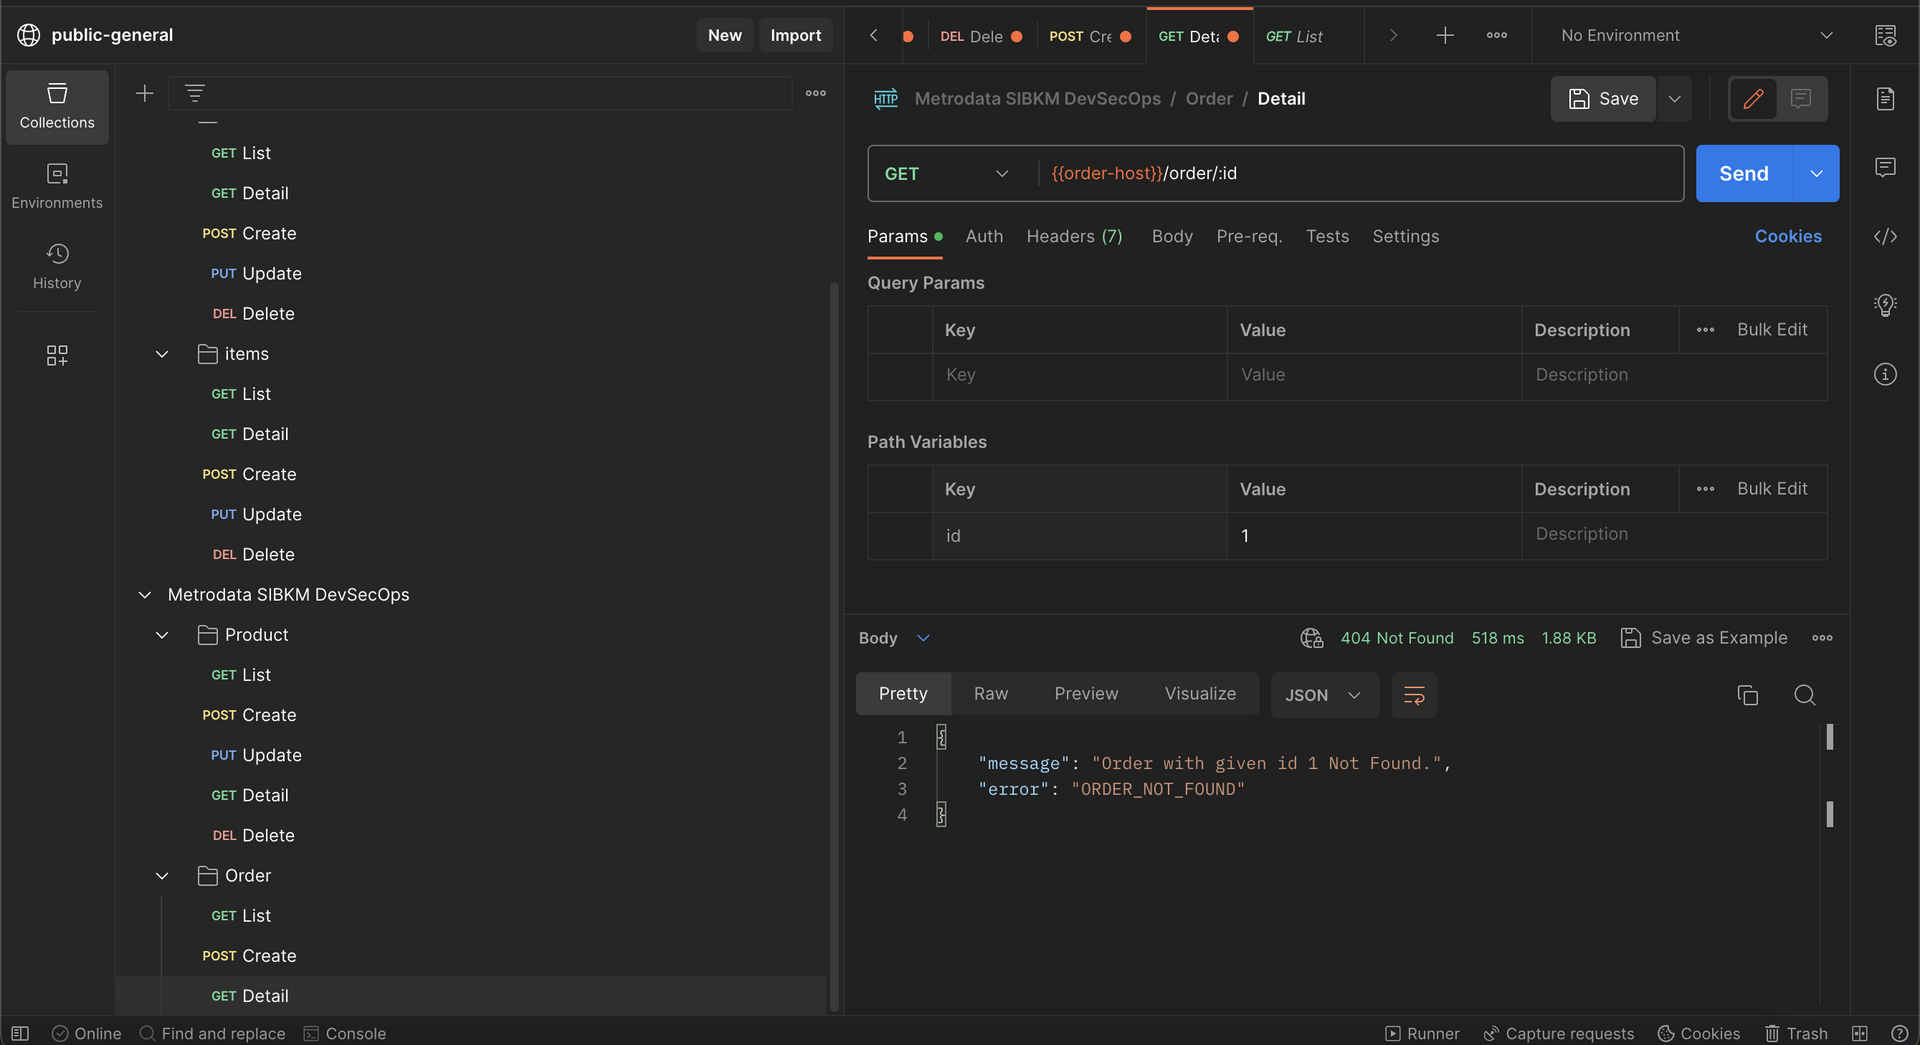 public-general
New
Import
DEL Dele
POST Cre
GET Deta
GET List
No Environment
Collections
Environments
History
GET List
GET Detail
POST Create
PUT Update
DEL Delete
items
GET List
GET Detail
POST Create
PUT Update
DEL Delete
Metrodata SIBKM DevSecOps
Product
GET List
POST Create
PUT Update
GET Detail
DEL Delete
Order
GET List
POST Create
GET Detail
HTTP Metrodata SIBKM DevSecOps / Order / Detail
Save
GET
{{order-host}}/order/:id
Send
Params
Auth
Headers (7)
Body
Pre-req.
Tests
Settings
Cookies
Query Params
Key Value Description Bulk Edit
Key Value Description
Path Variables
Key Value Description Bulk Edit
id 1 Description
Body
404 Not Found 518 ms 1.88 KB Save as Example
Pretty Raw Preview Visualize JSON
1 {
2 "message": "Order with given id 1 Not Found.",
3 "error": "ORDER_NOT_FOUND"
4 }
Online
Find and replace
Console
Runner
Capture requests
Cookies
Trash